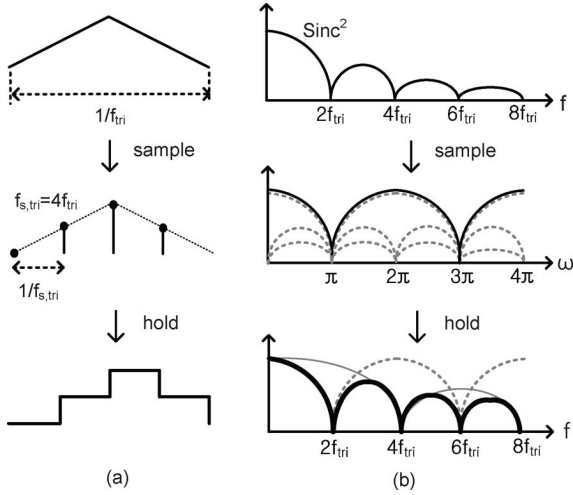 1/f_tri
sample
f_s,tri=4f_tri
1/f_s,tri
hold
(a)
Sinc²
2f_tri 4f_tri 6f_tri 8f_tri f
sample
π 2π 3π 4π ω
hold
2f_tri 4f_tri 6f_tri 8f_tri f
(b)